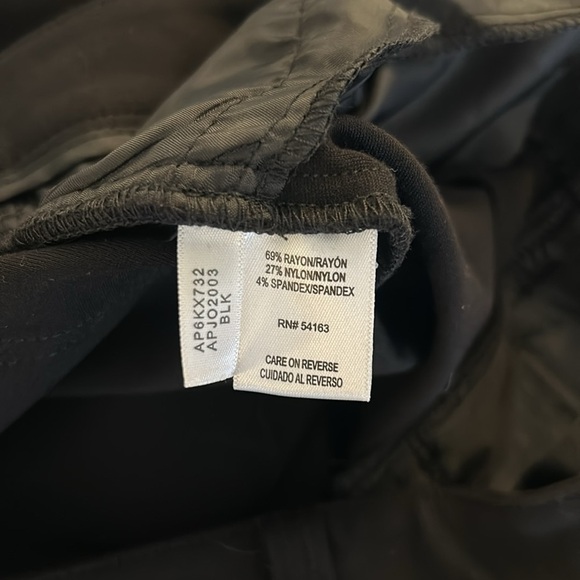 AP6KX732
APJO2003
BLK
69% RAYON/RAYÓN
27% NYLON/NYLON
4% SPANDEX/SPANDEX
RN# 54163
CARE ON REVERSE
CUIDADO AL REVERSO